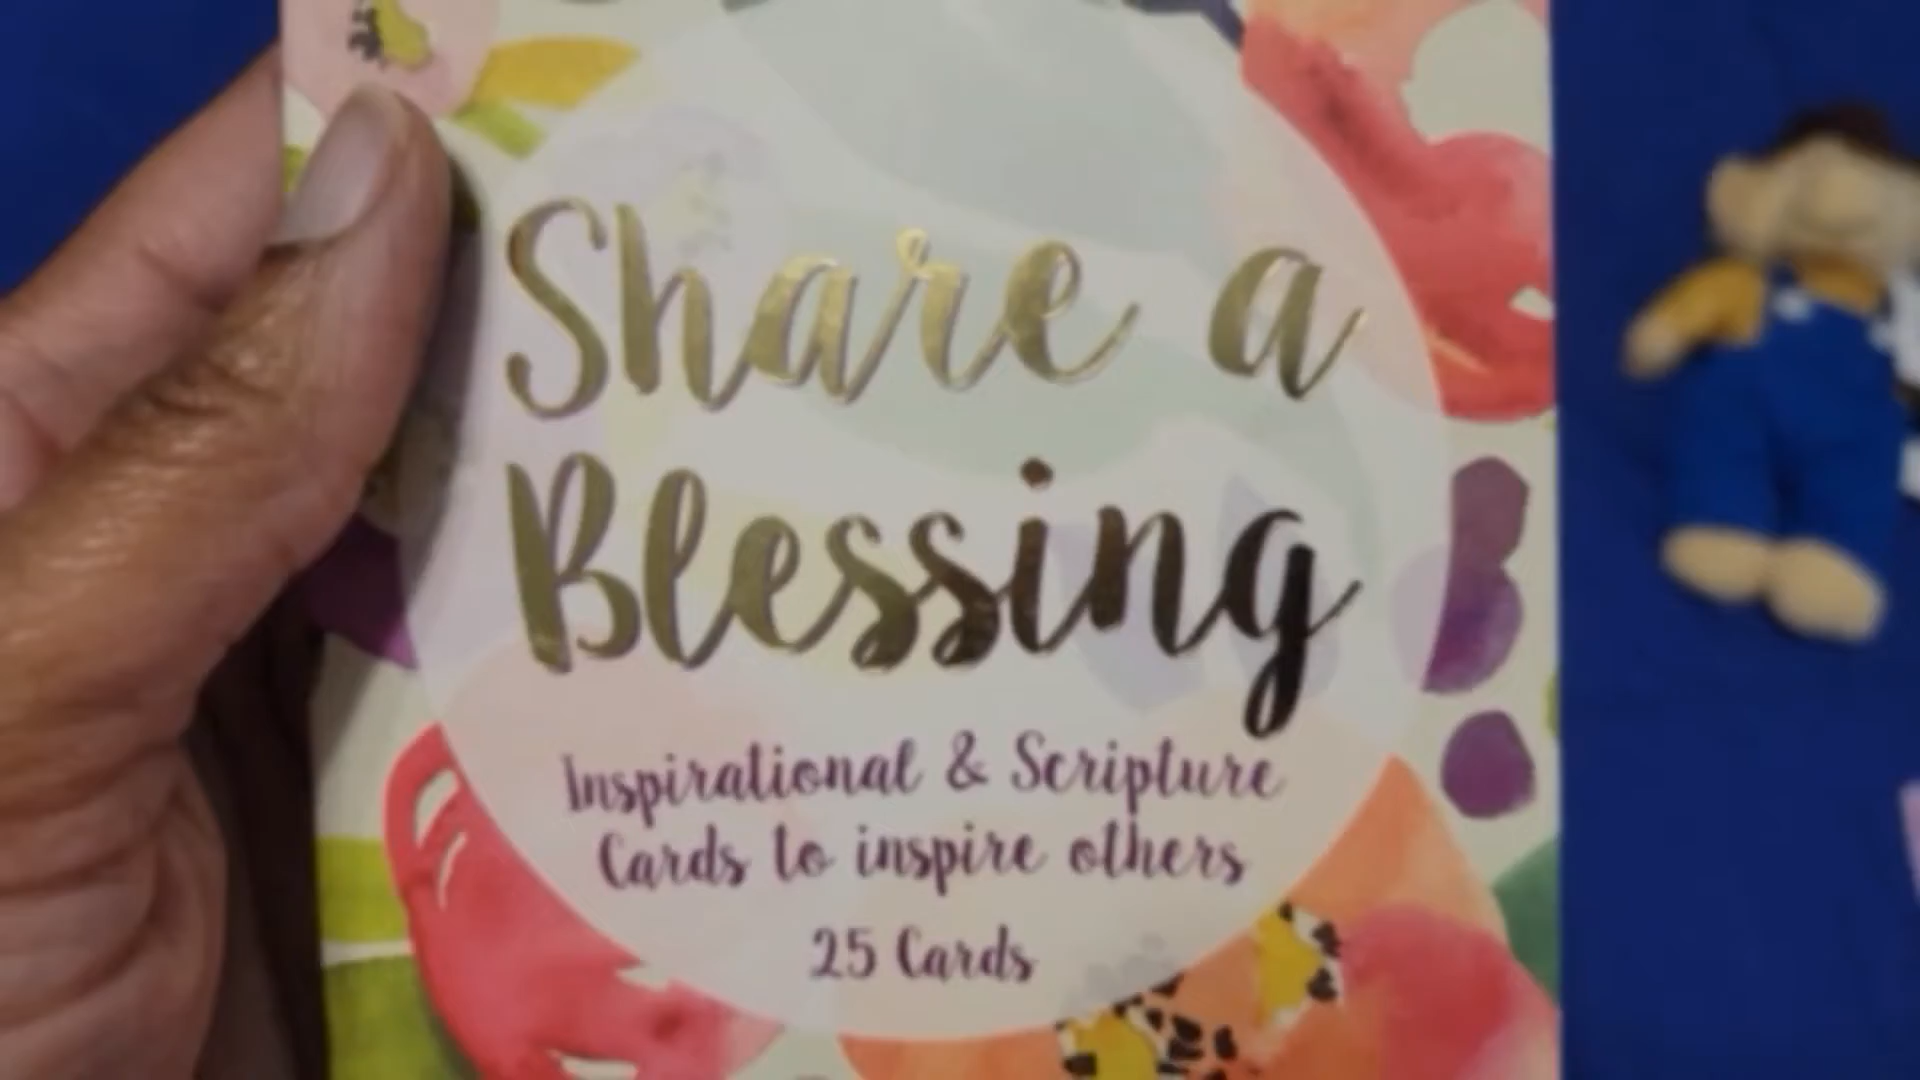 Share a
Blessing
Inspirational & Scripture
Cards to inspire others
25 Cards